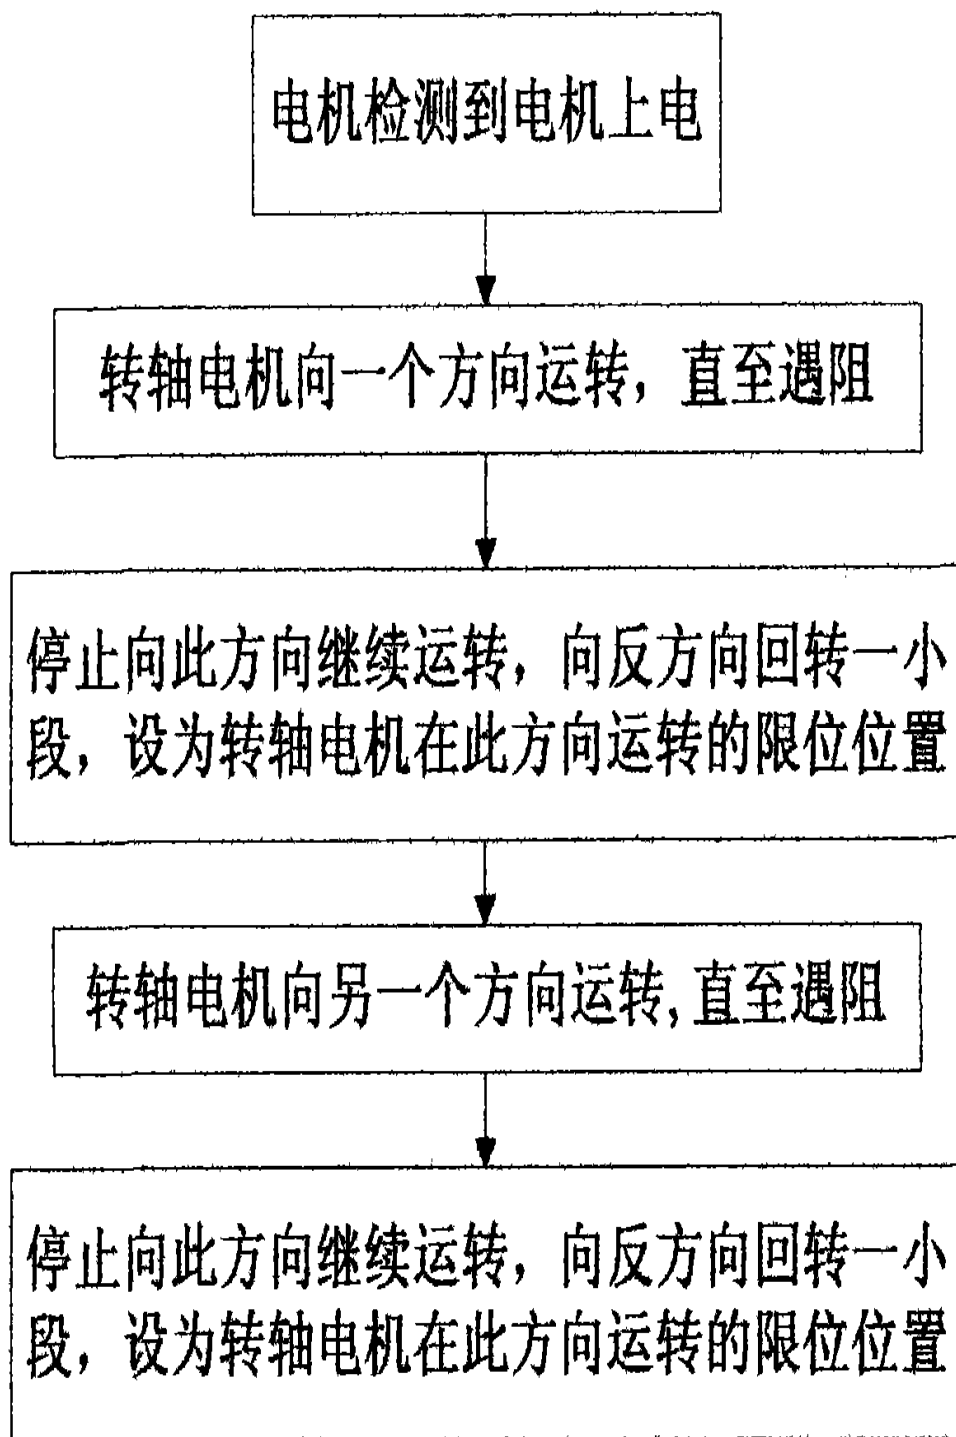 电机检测到电机上电
转轴电机向一个方向运转，直至遇阻
停止向此方向继续运转，向反方向回转一小
段，设为转轴电机在此方向运转的限位位置
转轴电机向另一个方向运转,直至遇阻
停止向此方向继续运转，向反方向回转一小
段，设为转轴电机在此方向运转的限位位置